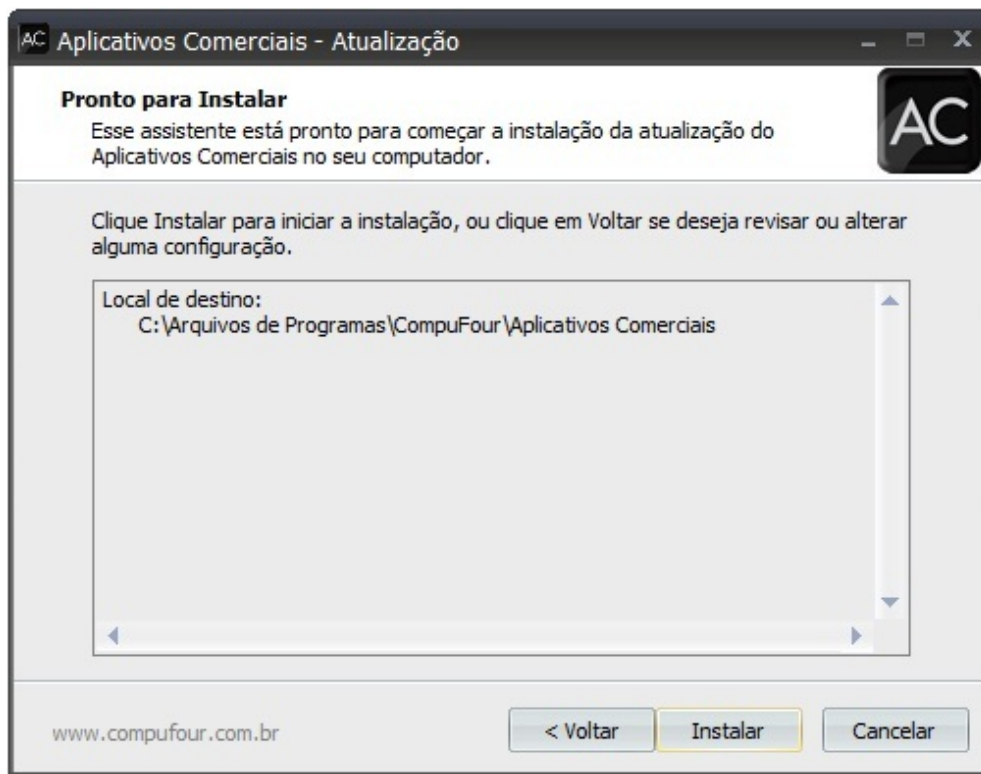 AC Aplicativos Comerciais - Atualização
Pronto para Instalar
Esse assistente está pronto para começar a instalação da atualização do
Aplicativos Comerciais no seu computador.
AC
Clique Instalar para iniciar a instalação, ou clique em Voltar se deseja revisar ou alterar
alguma configuração.
Local de destino:
C:\Arquivos de Programas\CompuFour\Aplicativos Comerciais
www.compufour.com.br
< Voltar
Instalar
Cancelar